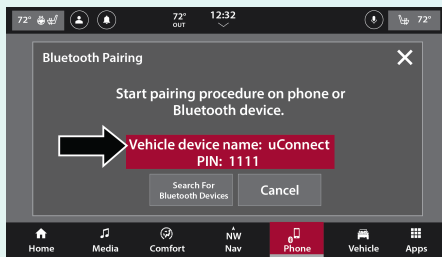 72° 72° OUT 12:32 72°
Bluetooth Pairing
Start pairing procedure on phone or
Bluetooth device.
Vehicle device name: uConnect
PIN: 1111
Search For
Bluetooth Devices
Cancel
NW
0
Home Media Comfort Nav Phone Vehicle Apps